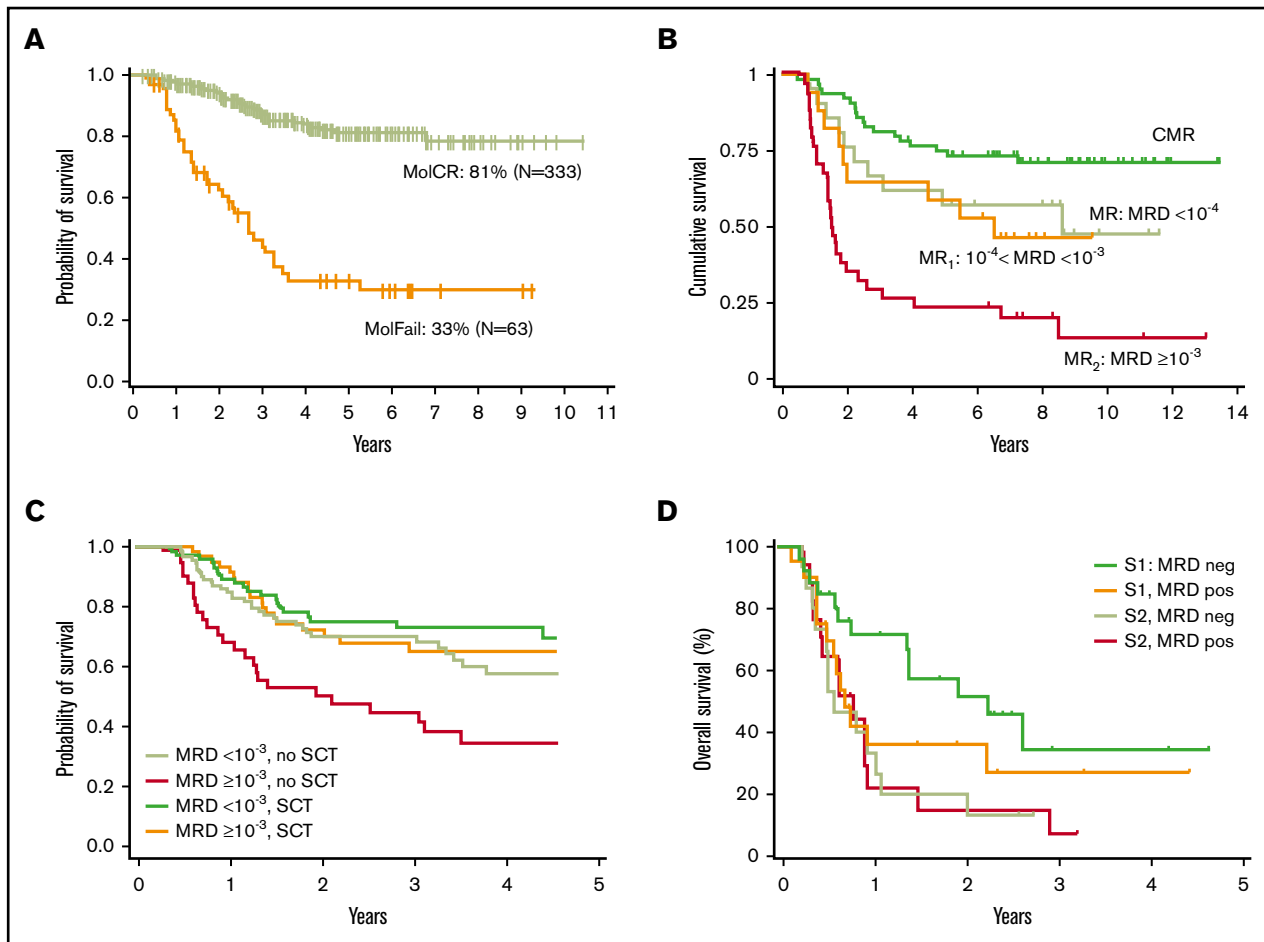 A
Probability of survival
1.0
0.8
0.6
0.4
0.2
0.0
MolCR: 81% (N=333)
MolFail: 33% (N=63)
0 1 2 3 4 5 6 7 8 9 10 11
Years
B
Cumulative survival
1
0.75
0.50
0.25
0
CMR
MR: MRD <10⁻⁴
MR₁: 10⁻⁴< MRD <10⁻³
MR₂: MRD ≥10⁻³
0 2 4 6 8 10 12 14
Years
C
Probability of survival
1.0
0.8
0.6
0.4
0.2
0.0
MRD <10⁻³, no SCT
MRD ≥10⁻³, no SCT
MRD <10⁻³, SCT
MRD ≥10⁻³, SCT
0 1 2 3 4 5
Years
D
Overall survival (%)
100
80
60
40
20
0
S1: MRD neg
S1, MRD pos
S2, MRD neg
S2, MRD pos
0 1 2 3 4 5
Years